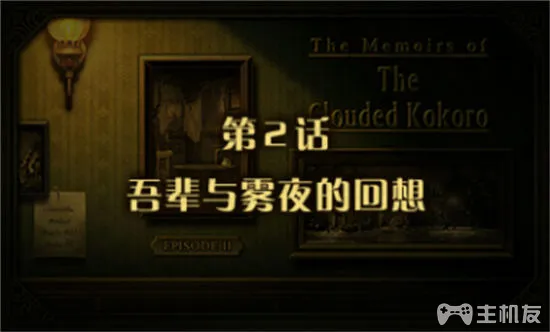 The Memoirs of
The
Clouded Kokoro
第2话
吾辈与雾夜的回想
EPISODE II
主机友